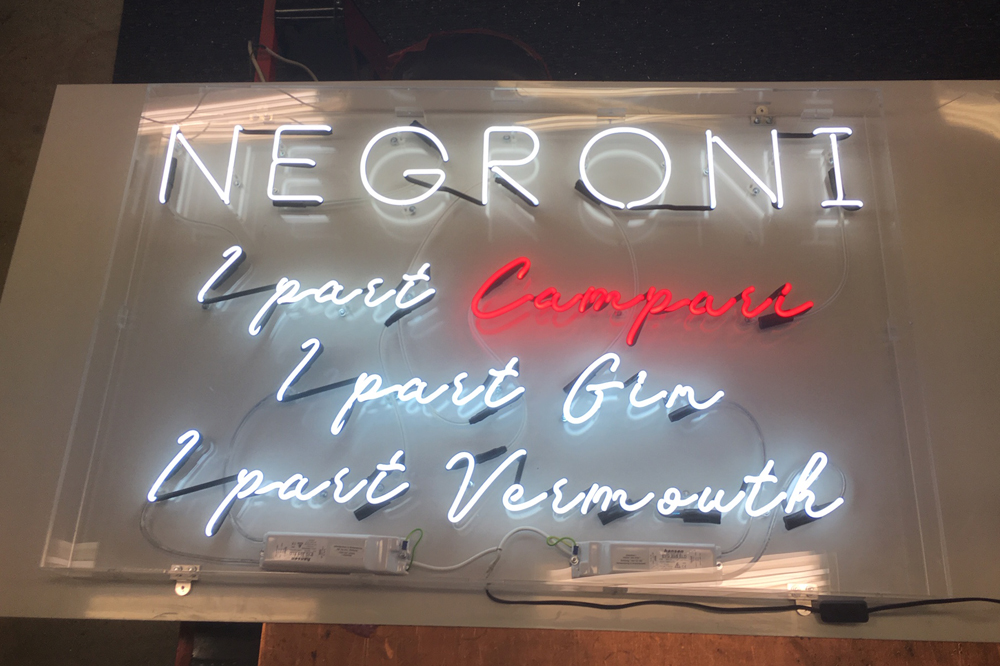 NEGRONI
1 part Campari
1 part Gin
1 part Vermouth